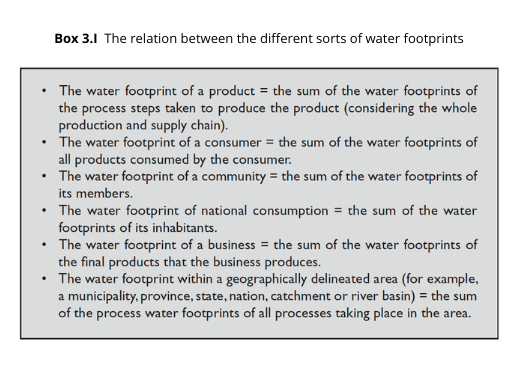 Box 3.1 The relation between the different sorts of water footprints
• The water footprint of a product = the sum of the water footprints of
the process steps taken to produce the product (considering the whole
production and supply chain).
• The water footprint of a consumer = the sum of the water footprints of
all products consumed by the consumer.
• The water footprint of a community = the sum of the water footprints of
its members.
• The water footprint of national consumption = the sum of the water
footprints of its inhabitants.
• The water footprint of a business = the sum of the water footprints of
the final products that the business produces.
• The water footprint within a geographically delineated area (for example,
a municipality, province, state, nation, catchment or river basin) = the sum
of the process water footprints of all processes taking place in the area.